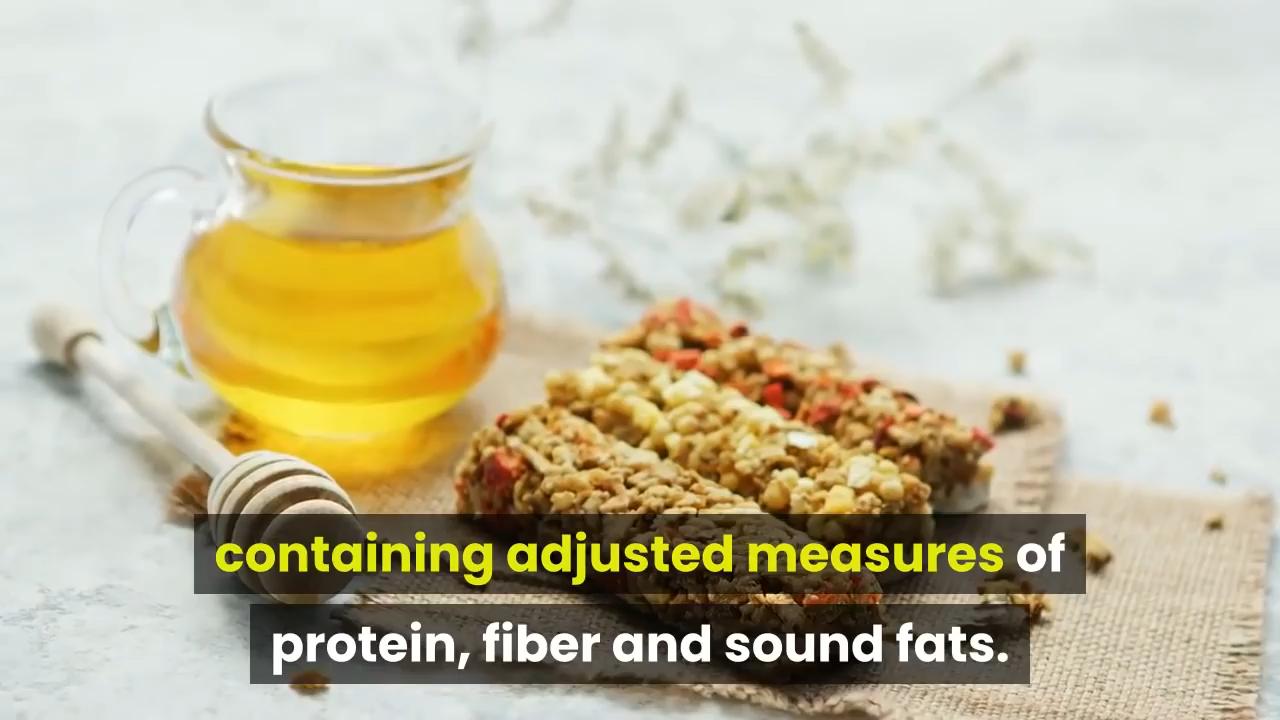 containing adjusted measures of
protein, fiber and sound fats.